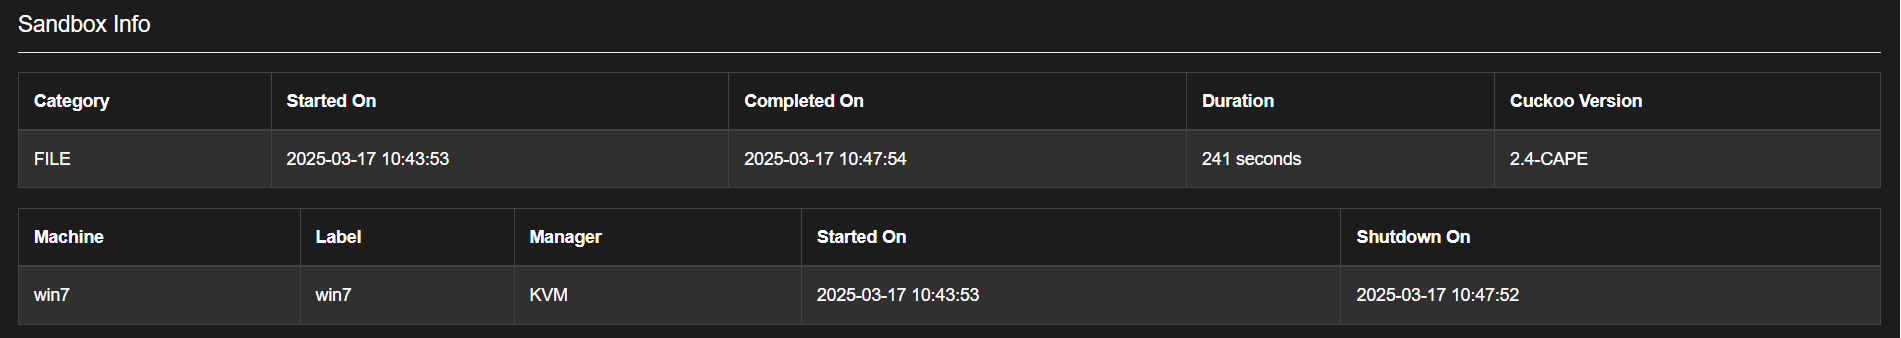 Sandbox Info
Category Started On Completed On Duration Cuckoo Version
FILE 2025-03-17 10:43:53 2025-03-17 10:47:54 241 seconds 2.4-CAPE
Machine Label Manager Started On Shutdown On
win7 win7 KVM 2025-03-17 10:43:53 2025-03-17 10:47:52